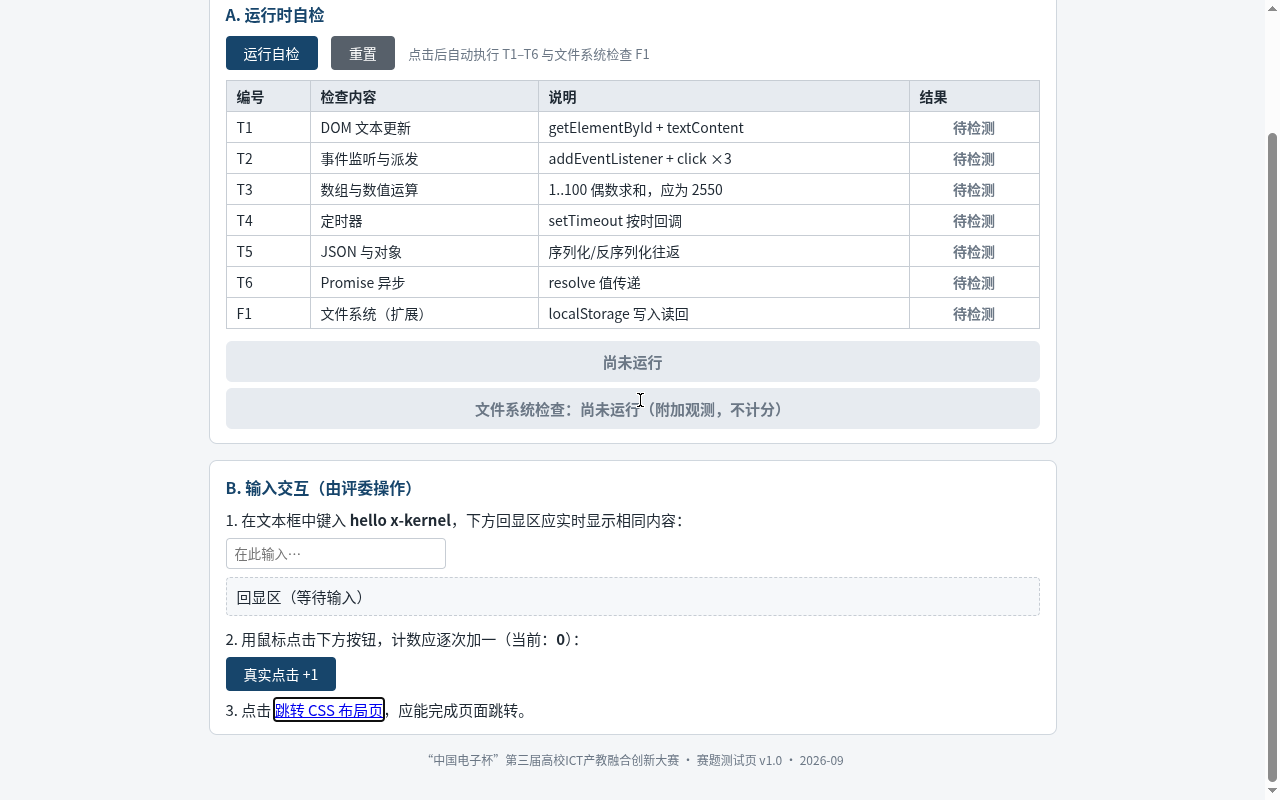 A. 运行时自检
运行自检 重置 点击后自动执行 T1–T6 与文件系统检查 F1
编号 检查内容 说明 结果
T1 DOM 文本更新 getElementById + textContent 待检测
T2 事件监听与派发 addEventListener + click ×3 待检测
T3 数组与数值运算 1..100 偶数求和，应为 2550 待检测
T4 定时器 setTimeout 按时回调 待检测
T5 JSON 与对象 序列化/反序列化往返 待检测
T6 Promise 异步 resolve 值传递 待检测
F1 文件系统（扩展） localStorage 写入读回 待检测
尚未运行
文件系统检查：尚未运行（附加观测，不计分）
B. 输入交互（由评委操作）
1. 在文本框中键入 hello x-kernel，下方回显区应实时显示相同内容：
在此输入…
回显区（等待输入）
2. 用鼠标点击下方按钮，计数应逐次加一（当前：0）：
真实点击 +1
3. 点击 跳转 CSS 布局页，应能完成页面跳转。
“中国电子杯”第三届高校ICT产教融合创新大赛 · 赛题测试页 v1.0 · 2026-09